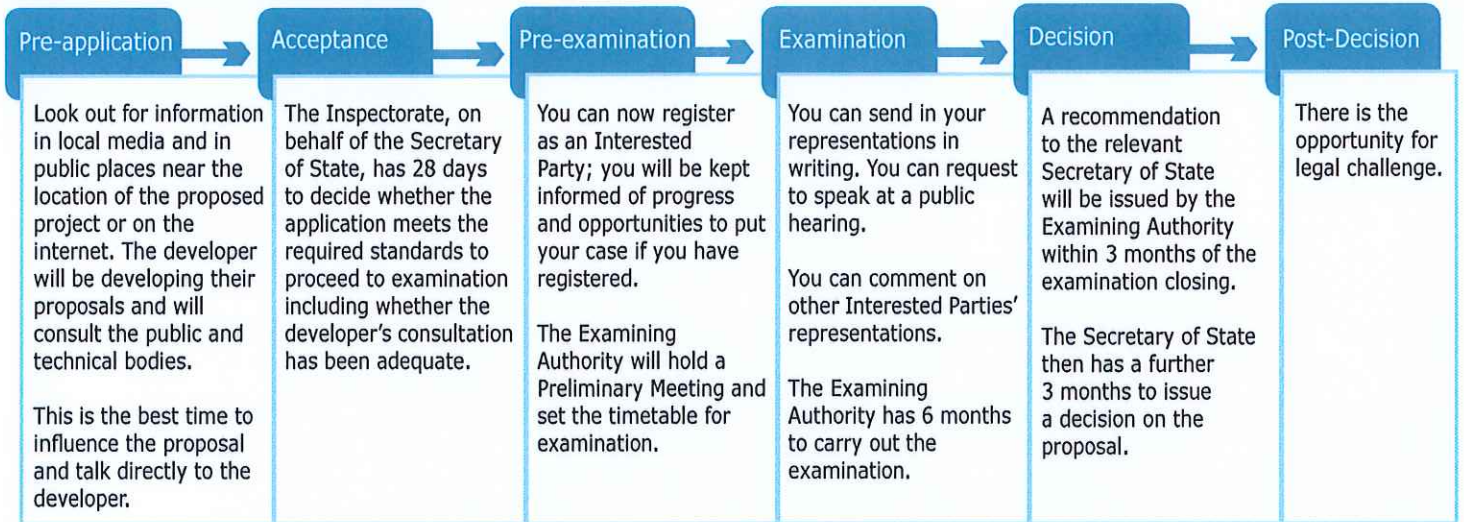 Pre-application
Look out for information
in local media and in
public places near the
location of the proposed
project or on the
internet. The developer
will be developing their
proposals and will
consult the public and
technical bodies.
This is the best time to
influence the proposal
and talk directly to the
developer.
Acceptance
The Inspectorate, on
behalf of the Secretary
of State, has 28 days
to decide whether the
application meets the
required standards to
proceed to examination
including whether the
developer's consultation
has been adequate.
Pre-examination
You can now register
as an Interested
Party; you will be kept
informed of progress
and opportunities to put
your case if you have
registered.
The Examining
Authority will hold a
Preliminary Meeting and
set the timetable for
examination.
Examination
You can send in your
representations in
writing. You can request
to speak at a public
hearing.
You can comment on
other Interested Parties'
representations.
The Examining
Authority has 6 months
to carry out the
examination.
Decision
A recommendation
to the relevant
Secretary of State
will be issued by the
Examining Authority
within 3 months of the
examination closing.
The Secretary of State
then has a further
3 months to issue
a decision on the
proposal.
Post-Decision
There is the
opportunity for
legal challenge.